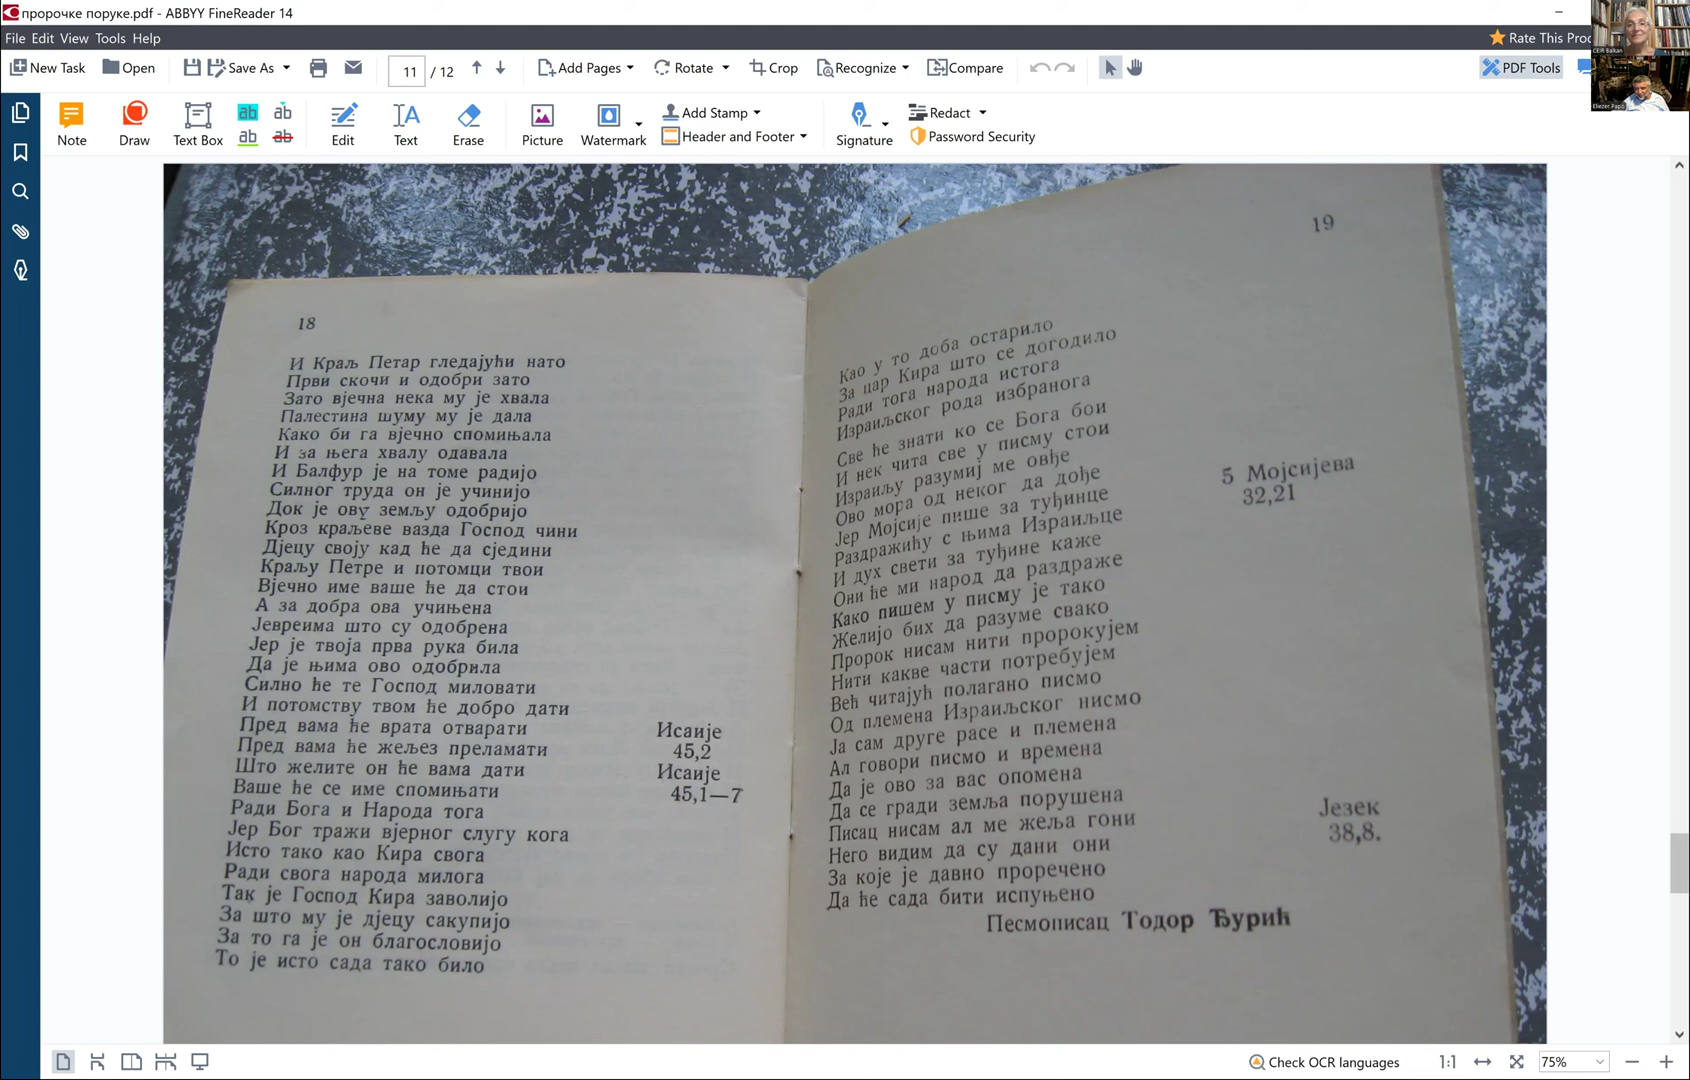 пророчке поруке.pdf - ABBYY FineReader 14
File Edit View Tools Help
Rate This Proc
New Task Open Save As 11 / 12 Add Pages Rotate Crop Recognize Compare PDF Tools
CEIR Balkan
Eliezer Papo
Note Draw Text Box Edit Text Erase Picture Watermark Add Stamp Header and Footer Signature Redact Password Security
18
И Краљ Петар гледајући нато
Први скочи и одобри зато
Зато вјечна нека му је хвала
Палестина шуму му је дала
Како би га вјечно спомињала
И за њега хвалу одавала
И Балфур је на томе радијо
Силног труда он је учинијо
Док је ову земљу одобријо
Кроз краљеве вазда Господ чини
Дјецу своју кад ће да сједини
Краљу Петре и потомци твои
Вјечно име ваше ће да стои
А за добра ова учињена
Јевреима што су одобрена
Јер је твоја прва рука била
Да је њима ово одобрила
Силно ће те Господ миловати
И потомству твом ће добро дати
Пред вама ће врата отварати Исаије
Пред вама ће жељез преламати 45,2
Што желите он ће вама дати Исаије
Ваше ће се име спомињати 45,1—7
Ради Бога и Народа тога
Јер Бог тражи вјерног слугу кога
Исто тако као Кира свога
Ради свога народа милога
Так је Господ Кира заволијо
За што му је дјецу сакупијо
За то га је он благословијо
То је исто сада тако било
19
Као у то доба остарило
За цар Кира што се догодило
Ради тога народа истога
Израиљског рода избранога
Све ће знати ко се Бога бои
И нек чита све у писму стои
Израиљу разумиј ме овђе 5 Мојсијева
Ово мора од неког да дође 32,21
Јер Мојсије пише за туђинце
Раздражићу с њима Израиљце
И дух свети за туђине каже
Они ће ми народ да раздраже
Како пишем у писму је тако
Желијо бих да разуме свако
Пророк нисам нити пророкујем
Нити какве части потребујем
Већ читајућ полагано писмо
Од племена Израиљског нисмо
Ја сам друге расе и племена
Ал говори писмо и времена
Да је ово за вас опомена
Да се гради земља порушена Језек
Писац нисам ал ме жеља гони 38,8.
Него видим да су дани они
За које је давно проречено
Да ће сада бити испуњено
Песмописац Тодор Ђурић
Check OCR languages 1:1 75%